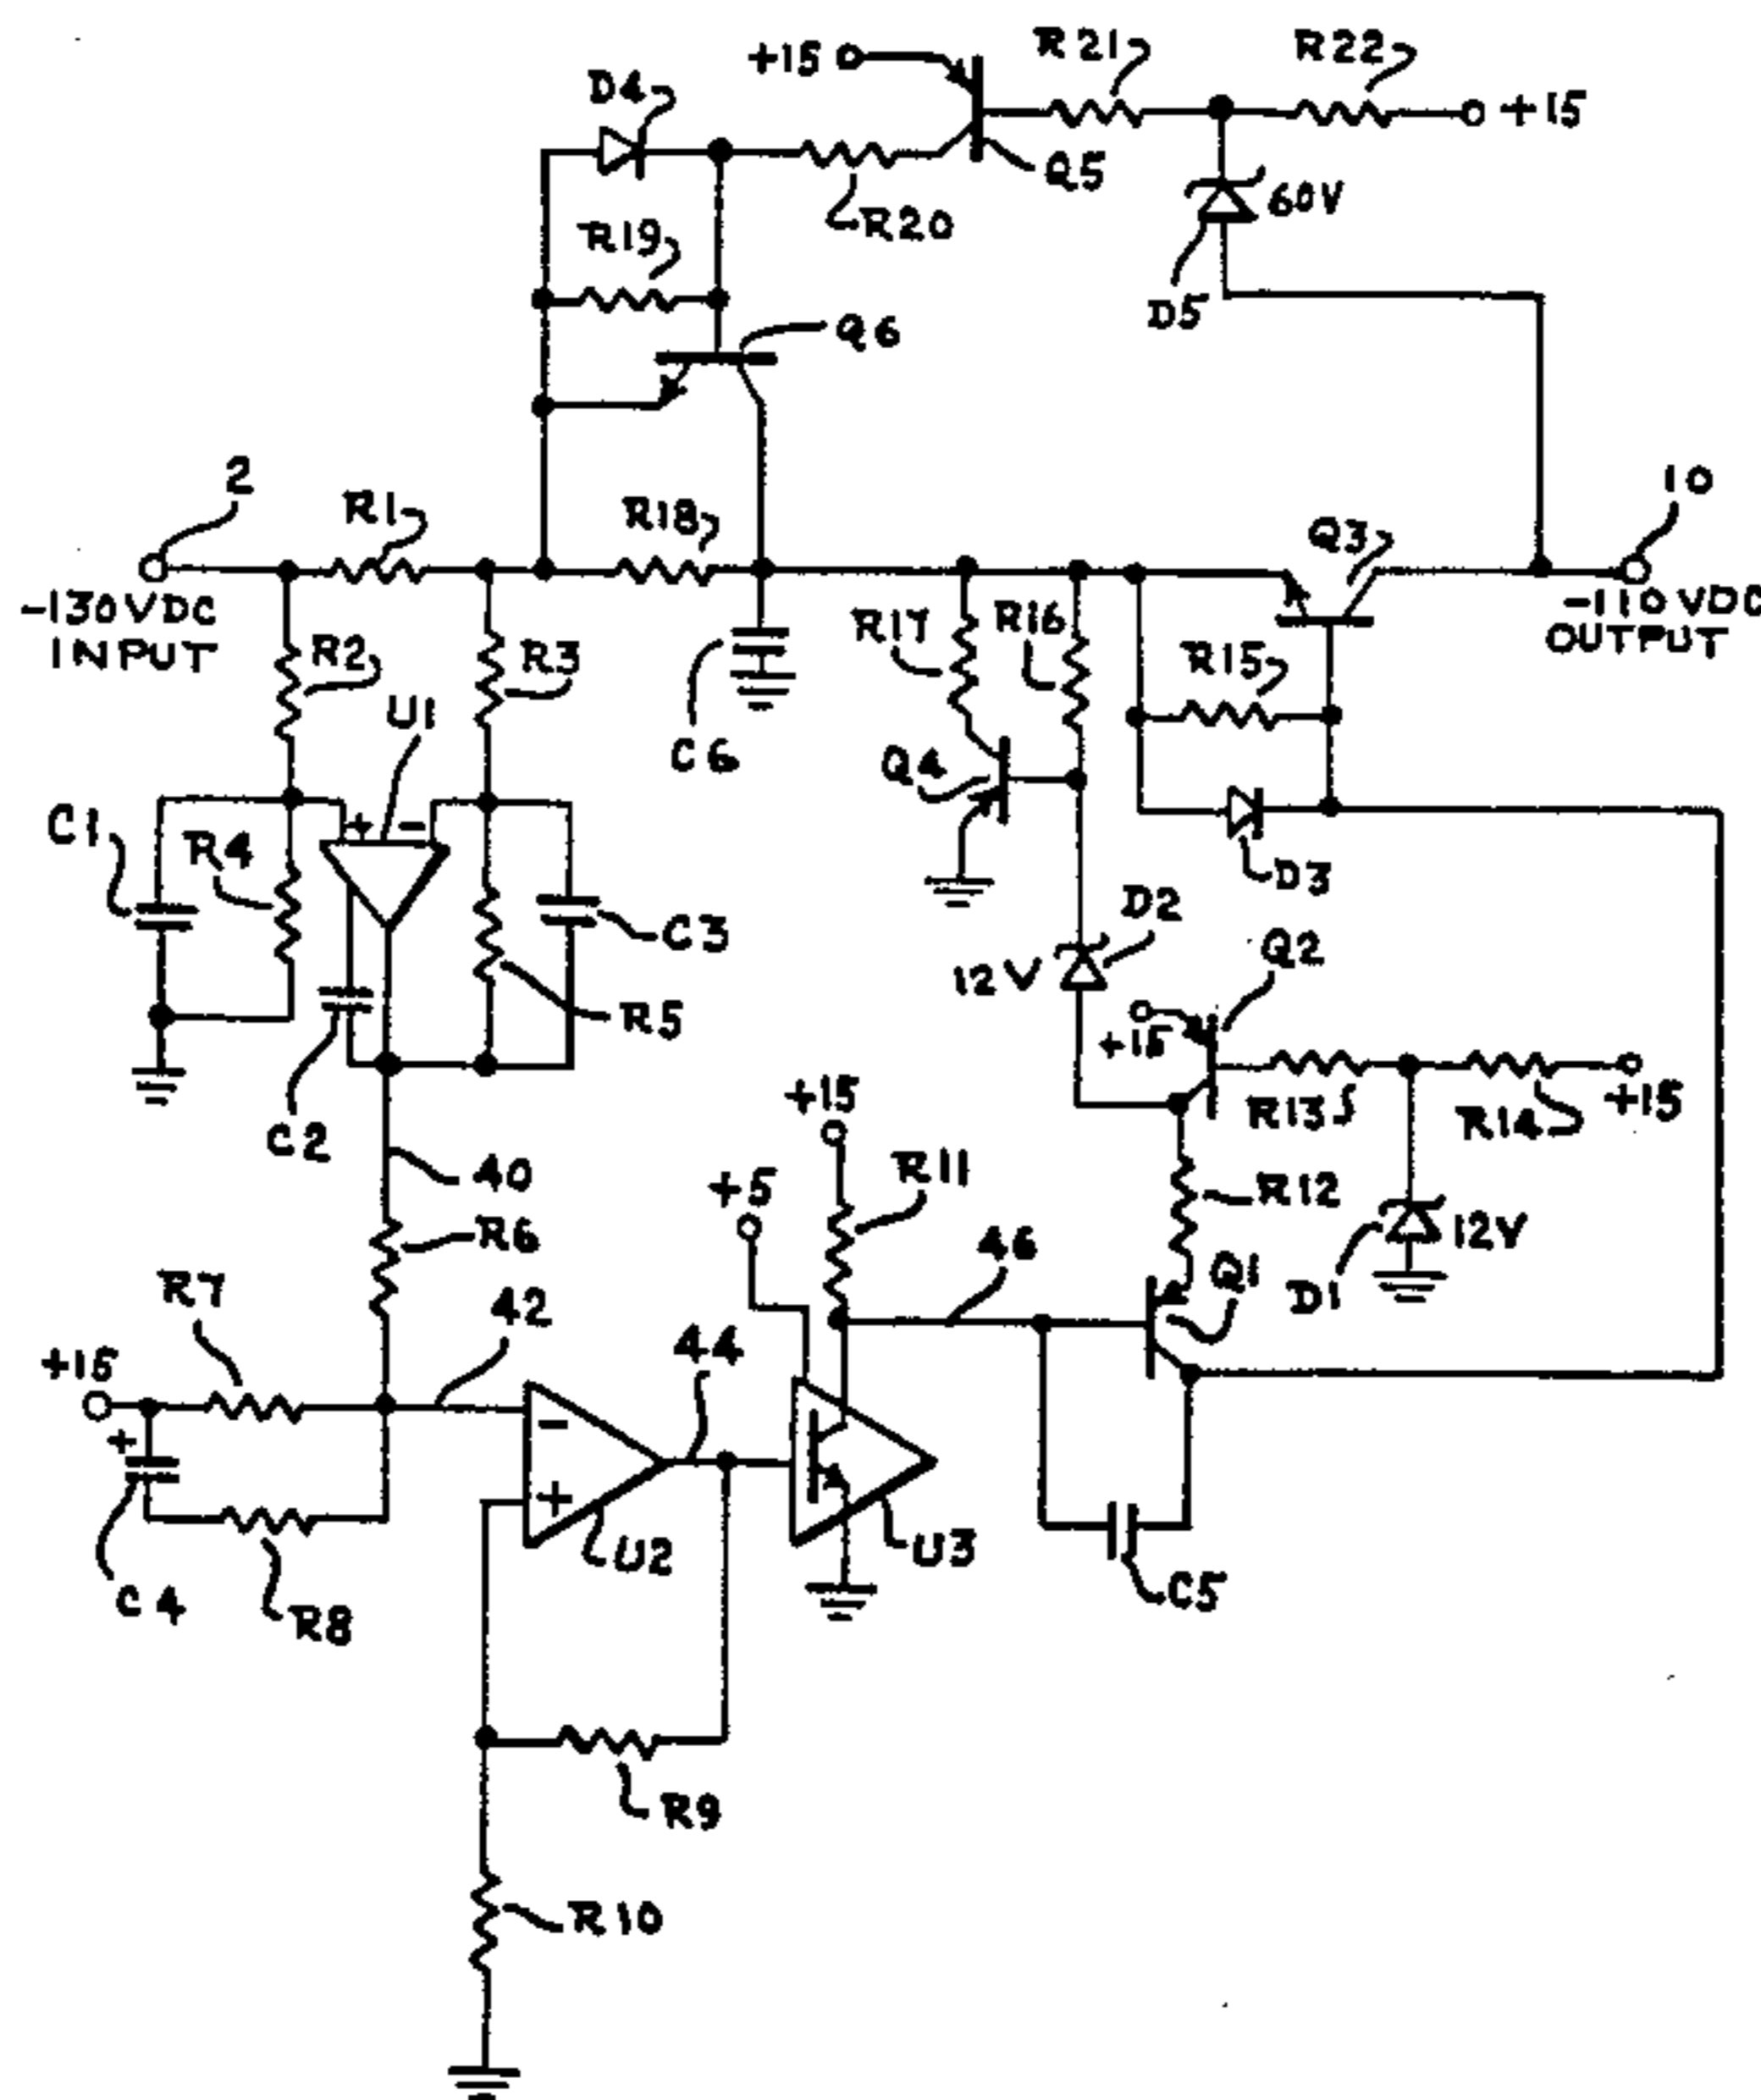 +15
R21
R22
+15
D4
Q5
R20
60V
D5
R19
Q6
2
R1
R18
Q3
10
-130VDC
INPUT
-110VDC
OUTPUT
R2
R3
U1
C6
R17
R16
R15
Q4
C1
R4
+ -
C3
D3
D2
12V
Q2
R5
+15
R13
R14
+15
C2
40
+15
R11
R12
12V
D1
+5
R6
46
Q1
R7
42
44
+15
+
-
+
U2
U3
C5
C4
R8
R9
R10